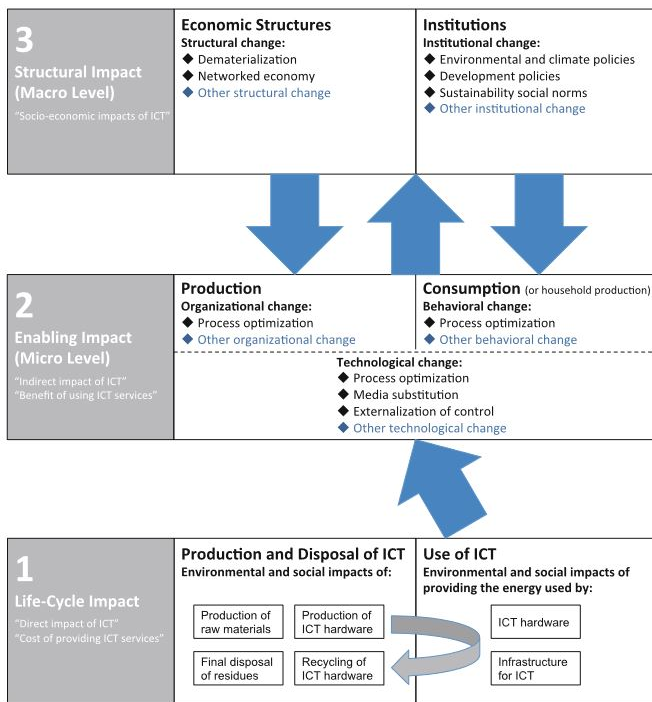 3
Structural Impact
(Macro Level)
"Socio-economic impacts of ICT"
Economic Structures
Structural change:
◆ Dematerialization
◆ Networked economy
◆ Other structural change
Institutions
Institutional change:
◆ Environmental and climate policies
◆ Development policies
◆ Sustainability social norms
◆ Other institutional change
2
Enabling Impact
(Micro Level)
"Indirect impact of ICT"
"Benefit of using ICT services"
Production
Organizational change:
◆ Process optimization
◆ Other organizational change
Consumption (or household production)
Behavioral change:
◆ Process optimization
◆ Other behavioral change
Technological change:
◆ Process optimization
◆ Media substitution
◆ Externalization of control
◆ Other technological change
1
Life-Cycle Impact
"Direct impact of ICT"
"Cost of providing ICT services"
Production and Disposal of ICT
Environmental and social impacts of:
Production of
raw materials
Production of
ICT hardware
Final disposal
of residues
Recycling of
ICT hardware
Use of ICT
Environmental and social impacts of
providing the energy used by:
ICT hardware
Infrastructure
for ICT